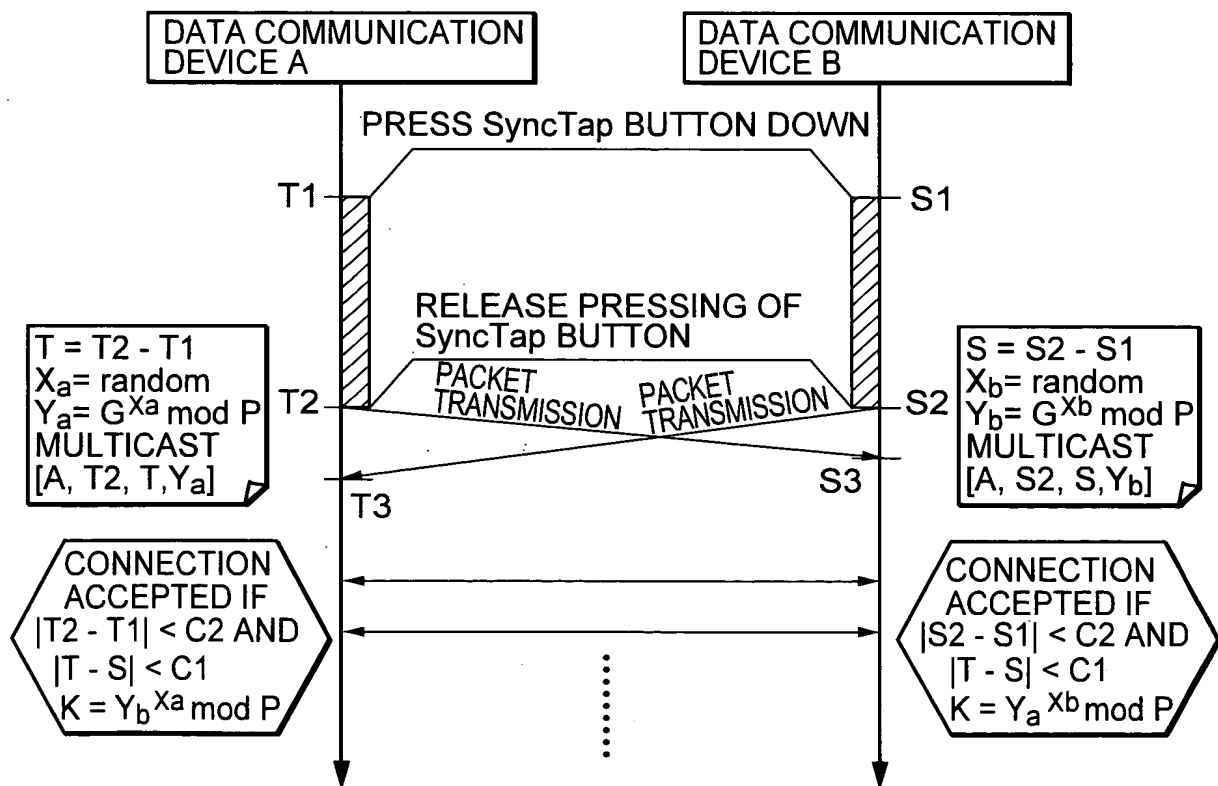 DATA COMMUNICATION
DEVICE A
DATA COMMUNICATION
DEVICE B
PRESS SyncTap BUTTON DOWN
T1
S1
RELEASE PRESSING OF
SyncTap BUTTON
T = T2 - T1
Xa= random
Ya= G^Xa mod P
MULTICAST
[A, T2, T,Ya]
T2
PACKET
TRANSMISSION
PACKET
TRANSMISSION
S2
S = S2 - S1
Xb= random
Yb= G^Xb mod P
MULTICAST
[A, S2, S,Yb]
T3
S3
CONNECTION
ACCEPTED IF
|T2 - T1| < C2 AND
|T - S| < C1
K = Yb^Xa mod P
CONNECTION
ACCEPTED IF
|S2 - S1| < C2 AND
|T - S| < C1
K = Ya^Xb mod P